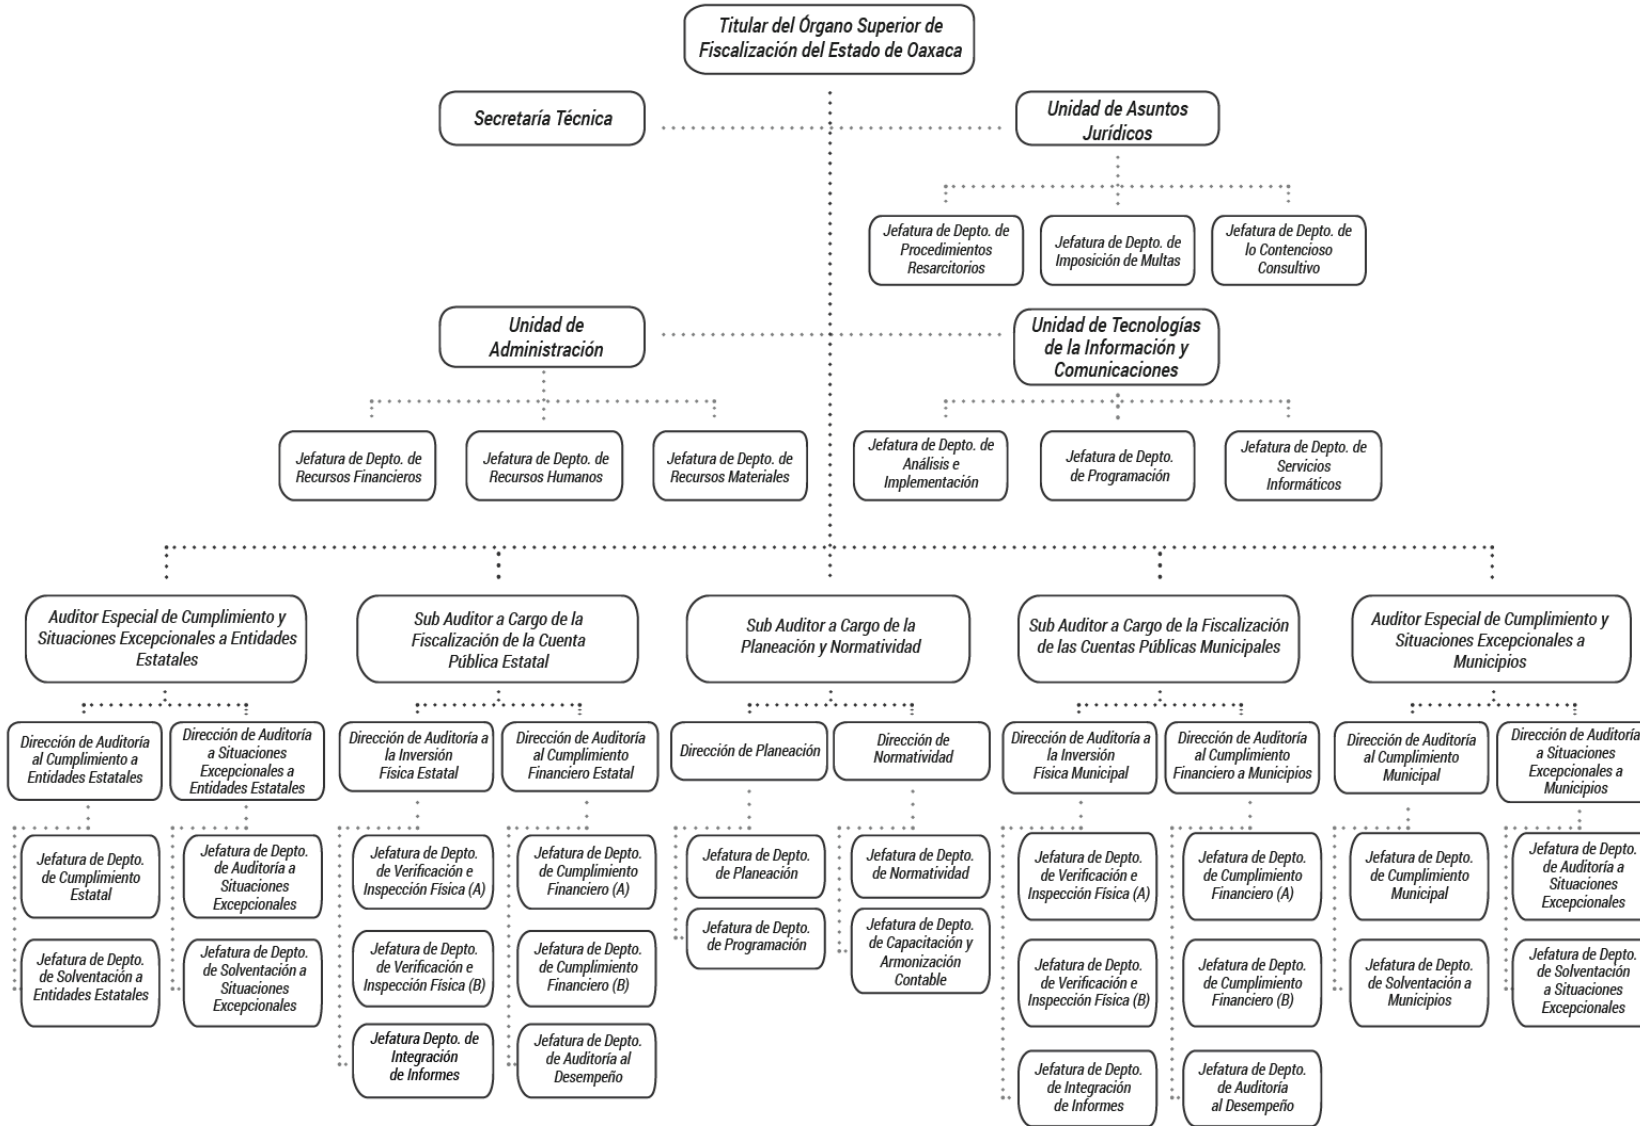 Titular del Órgano Superior de
Fiscalización del Estado de Oaxaca
Secretaría Técnica
Unidad de Asuntos
Jurídicos
Jefatura de Depto. de
Procedimientos
Resarcitorios
Jefatura de Depto. de
Imposición de Multas
Jefatura de Depto. de
lo Contencioso
Consultivo
Unidad de
Administración
Unidad de Tecnologías
de la Información y
Comunicaciones
Jefatura de Depto. de
Recursos Financieros
Jefatura de Depto. de
Recursos Humanos
Jefatura de Depto. de
Recursos Materiales
Jefatura de Depto. de
Análisis e
Implementación
Jefatura de Depto.
de Programación
Jefatura de Depto. de
Servicios
Informáticos
Auditor Especial de Cumplimiento y
Situaciones Excepcionales a Entidades
Estatales
Sub Auditor a Cargo de la
Fiscalización de la Cuenta
Pública Estatal
Sub Auditor a Cargo de la
Planeación y Normatividad
Sub Auditor a Cargo de la Fiscalización
de las Cuentas Públicas Municipales
Auditor Especial de Cumplimiento y
Situaciones Excepcionales a
Municipios
Dirección de Auditoría
al Cumplimiento a
Entidades Estatales
Dirección de Auditoría
a Situaciones
Excepcionales a
Entidades Estatales
Dirección de Auditoría a
la Inversión
Física Estatal
Dirección de Auditoría
al Cumplimiento
Financiero Estatal
Dirección de Planeación
Dirección de
Normatividad
Dirección de Auditoría a
la Inversión
Física Municipal
Dirección de Auditoría
al Cumplimiento
Financiero a Municipios
Dirección de Auditoría
al Cumplimiento
Municipal
Dirección de Auditoría
a Situaciones
Excepcionales a
Municipios
Jefatura de Depto.
de Cumplimiento
Estatal
Jefatura de Depto.
de Auditoría a
Situaciones
Excepcionales
Jefatura de Depto.
de Verificación e
Inspección Física (A)
Jefatura de Depto.
de Cumplimiento
Financiero (A)
Jefatura de Depto.
de Planeación
Jefatura de Depto.
de Normatividad
Jefatura de Depto.
de Verificación e
Inspección Física (A)
Jefatura de Depto.
de Cumplimiento
Financiero (A)
Jefatura de Depto.
de Cumplimiento
Municipal
Jefatura de Depto.
de Auditoría a
Situaciones
Excepcionales
Jefatura de Depto.
de Solventación a
Entidades Estatales
Jefatura de Depto.
de Solventación a
Situaciones
Excepcionales
Jefatura de Depto.
de Verificación e
Inspección Física (B)
Jefatura de Depto.
de Cumplimiento
Financiero (B)
Jefatura de Depto.
de Programación
Jefatura de Depto.
de Capacitación y
Armonización
Contable
Jefatura de Depto.
de Verificación e
Inspección Física (B)
Jefatura de Depto.
de Cumplimiento
Financiero (B)
Jefatura de Depto.
de Solventación a
Municipios
Jefatura de Depto.
de Solventación
a Situaciones
Excepcionales
Jefatura Depto. de
Integración
de Informes
Jefatura de Depto.
de Auditoría al
Desempeño
Jefatura de Depto.
de Integración
de Informes
Jefatura de Depto.
de Auditoría
al Desempeño